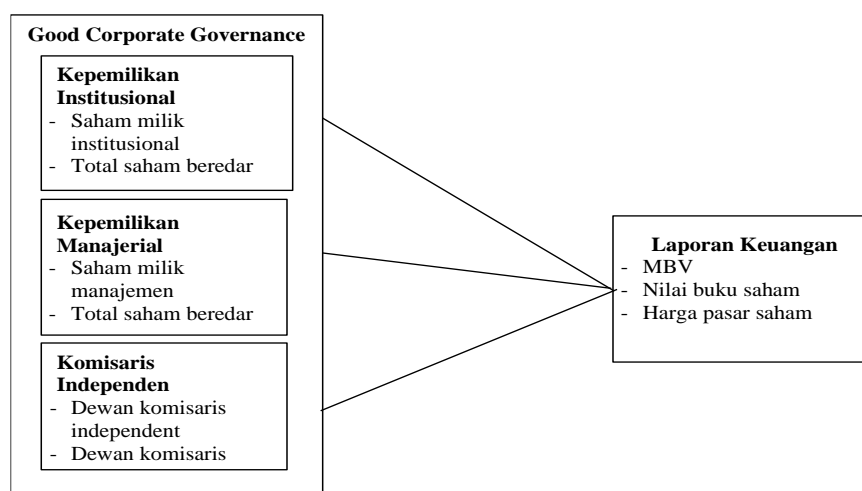 Good Corporate Governance
Kepemilikan
Institusional
- Saham milik
institusional
- Total saham beredar
Kepemilikan
Manajerial
- Saham milik
manajemen
- Total saham beredar
Komisaris
Independen
- Dewan komisaris
independent
- Dewan komisaris
Laporan Keuangan
- MBV
- Nilai buku saham
- Harga pasar saham